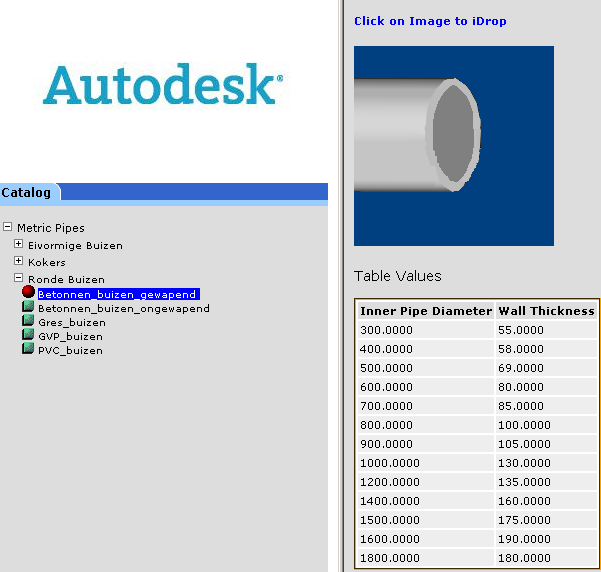 Autodesk®
Catalog
Metric Pipes
Eivormige Buizen
Kokers
Ronde Buizen
Betonnen_buizen_gewapend
Betonnen_buizen_ongewapend
Gres_buizen
GVP_buizen
PVC_buizen
Click on Image to iDrop
Table Values
Inner Pipe Diameter Wall Thickness
300.0000 55.0000
400.0000 58.0000
500.0000 69.0000
600.0000 80.0000
700.0000 85.0000
800.0000 100.0000
900.0000 105.0000
1000.0000 130.0000
1200.0000 135.0000
1400.0000 160.0000
1500.0000 175.0000
1600.0000 190.0000
1800.0000 180.0000